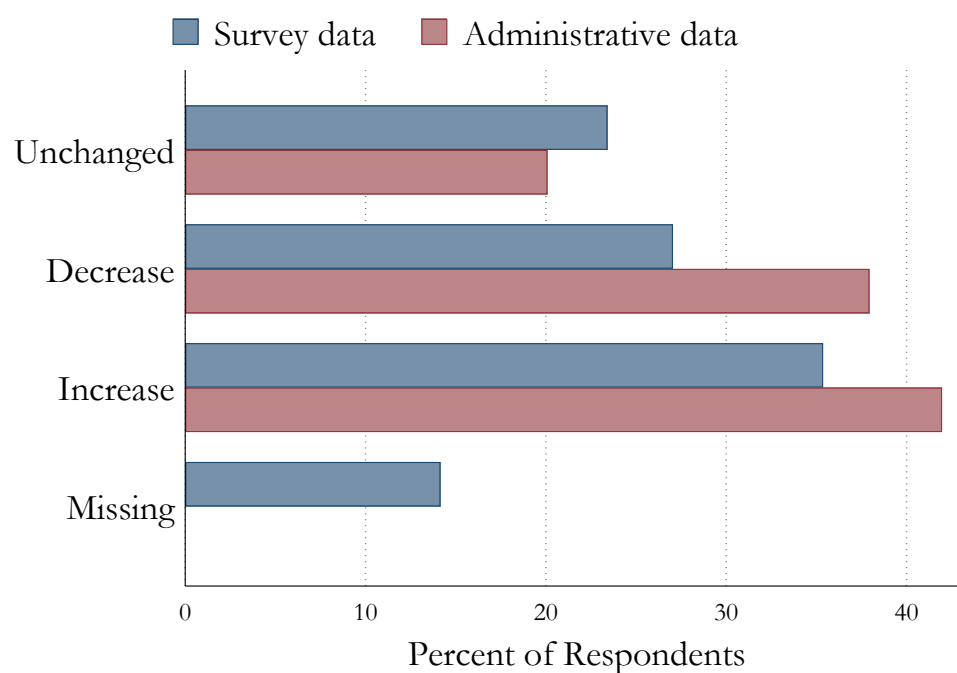 Survey data Administrative data
Unchanged
Decrease
Increase
Missing
0 10 20 30 40
Percent of Respondents